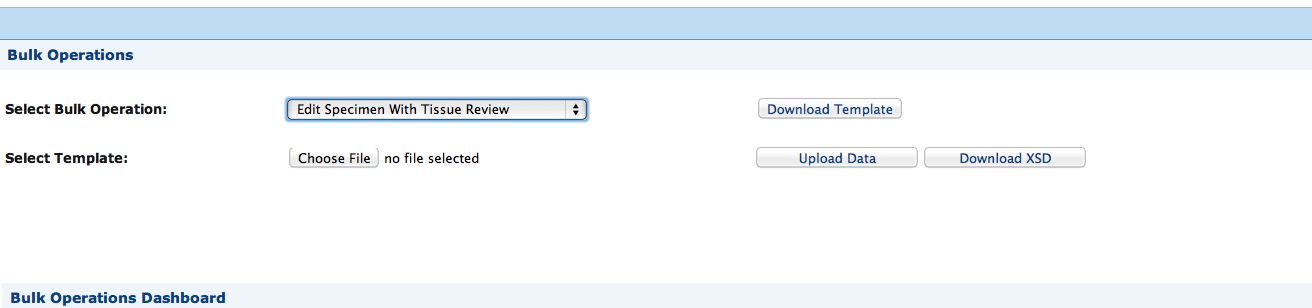 Bulk Operations
Select Bulk Operation: Edit Specimen With Tissue Review Download Template
Select Template: Choose File no file selected Upload Data Download XSD
Bulk Operations Dashboard